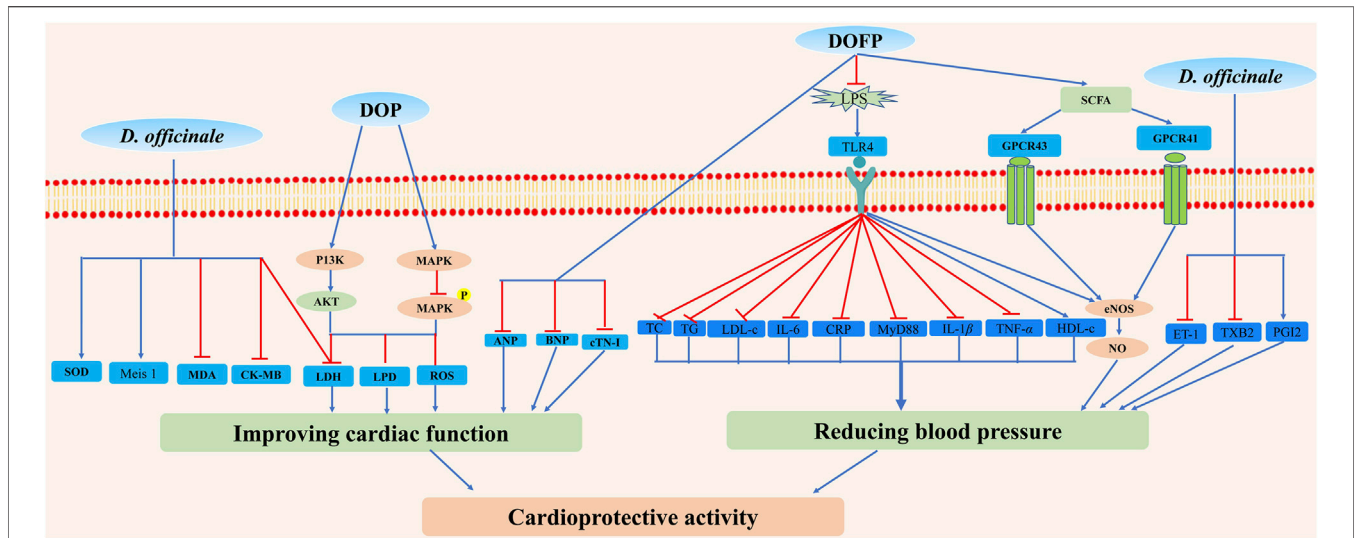 DOFP
D. officinale
LPS
SCFA
DOP
D. officinale
TLR4
GPCR43
GPCR41
P13K
MAPK
AKT
MAPK
P
eNOS
NO
SOD
Meis 1
MDA
CK-MB
LDH
LPD
ROS
ANP
BNP
cTN-I
TC
TG
LDL-c
IL-6
CRP
MyD88
IL-1β
TNF-α
HDL-c
ET-1
TXB2
PGI2
Improving cardiac function
Reducing blood pressure
Cardioprotective activity